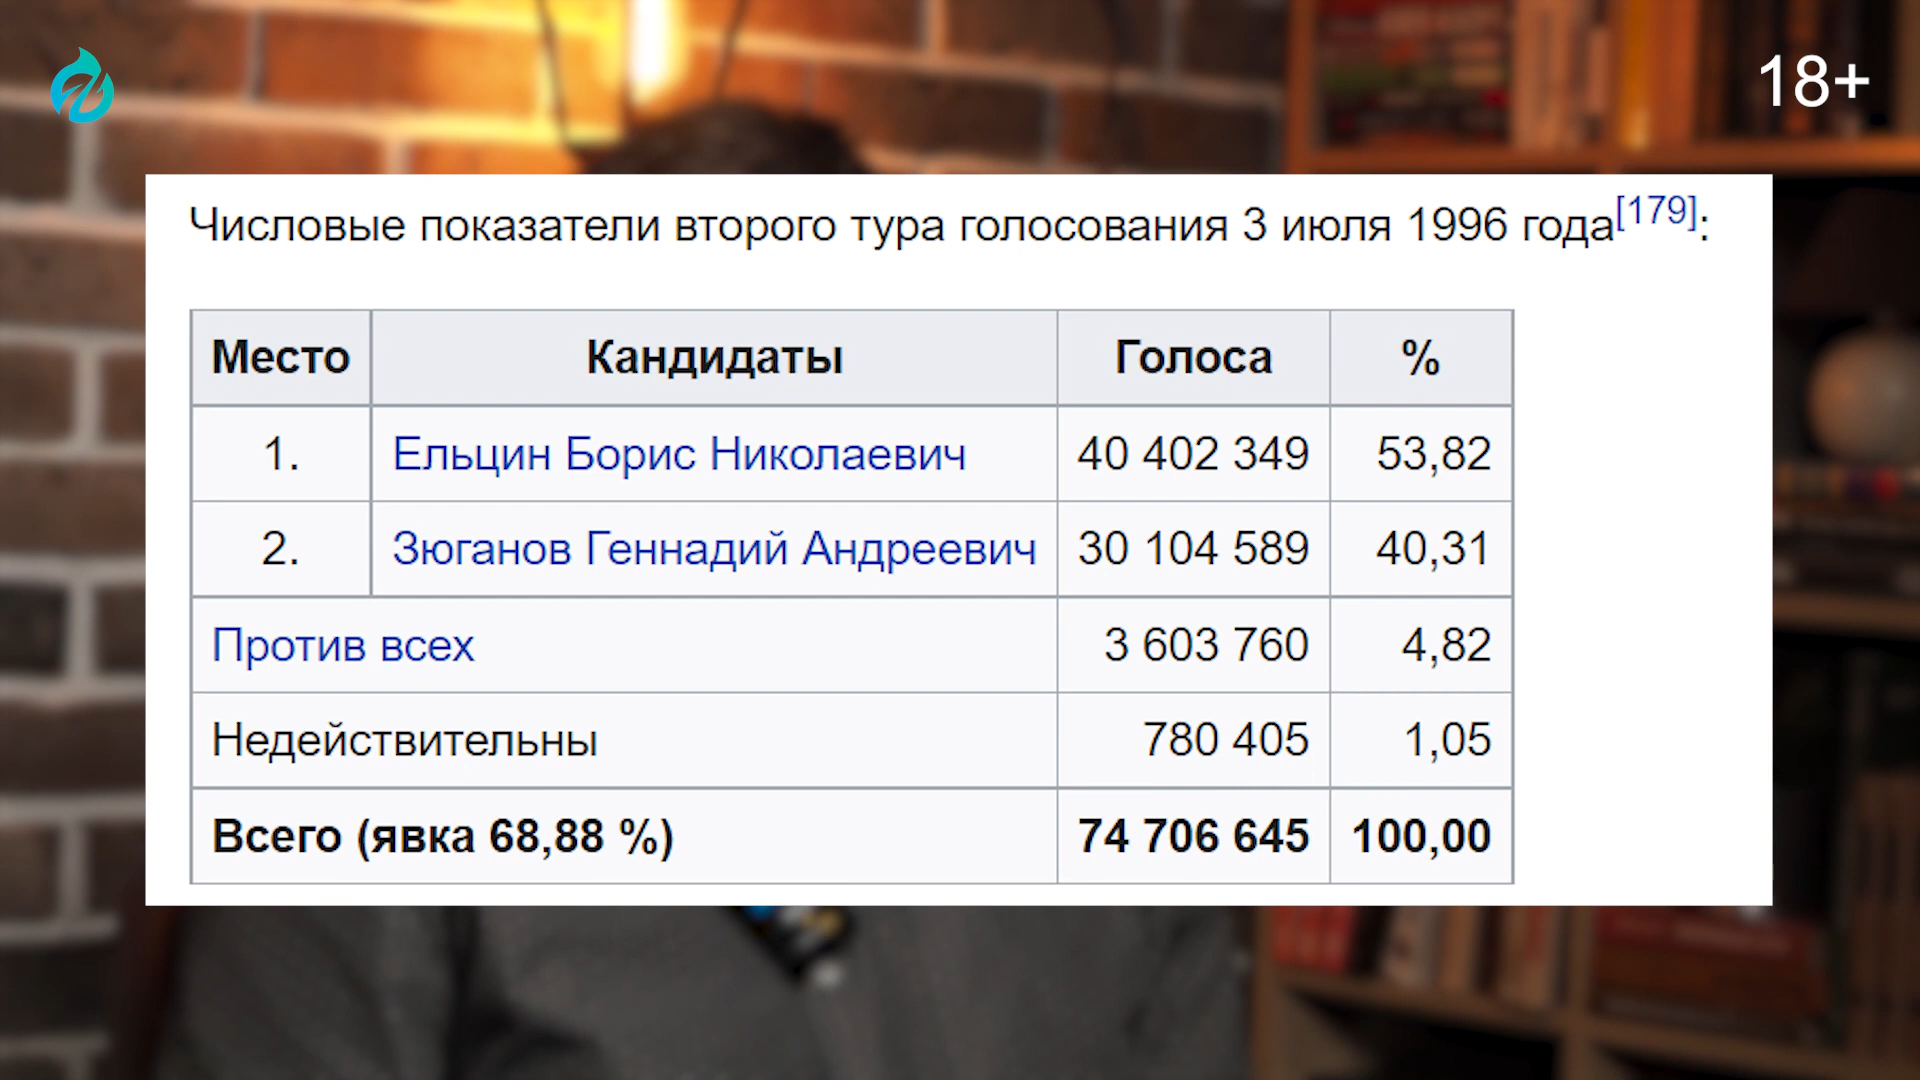 18+
Числовые показатели второго тура голосования 3 июля 1996 года[179]:
Место Кандидаты Голоса %
1. Ельцин Борис Николаевич 40 402 349 53,82
2. Зюганов Геннадий Андреевич 30 104 589 40,31
Против всех 3 603 760 4,82
Недействительны 780 405 1,05
Всего (явка 68,88 %) 74 706 645 100,00